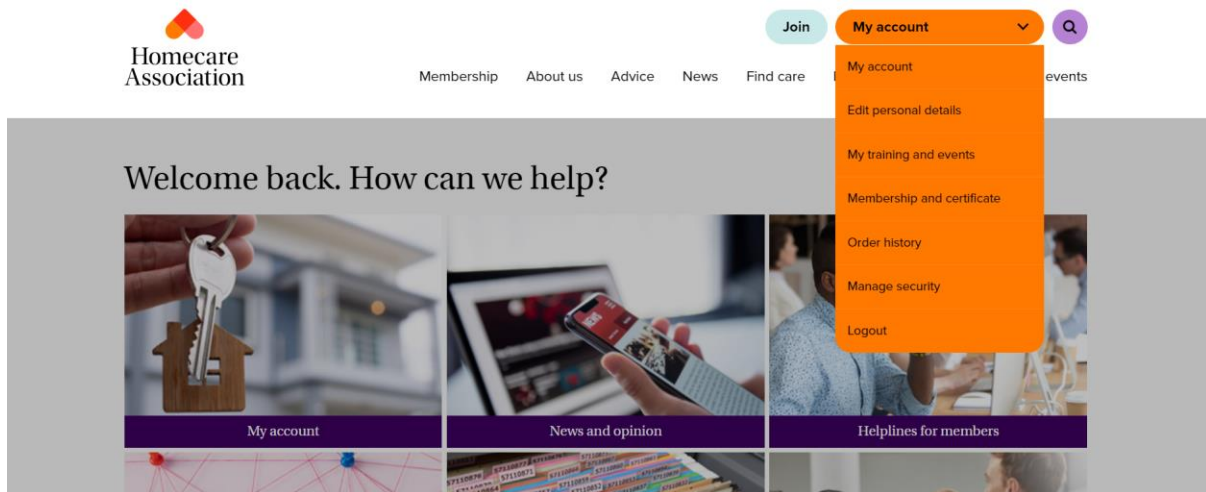 Homecare
Association
Join
My account
Membership
About us
Advice
News
Find care
events
My account
Edit personal details
My training and events
Membership and certificate
Order history
Manage security
Logout
Welcome back. How can we help?
NEWS
My account
News and opinion
Helplines for members
57110871